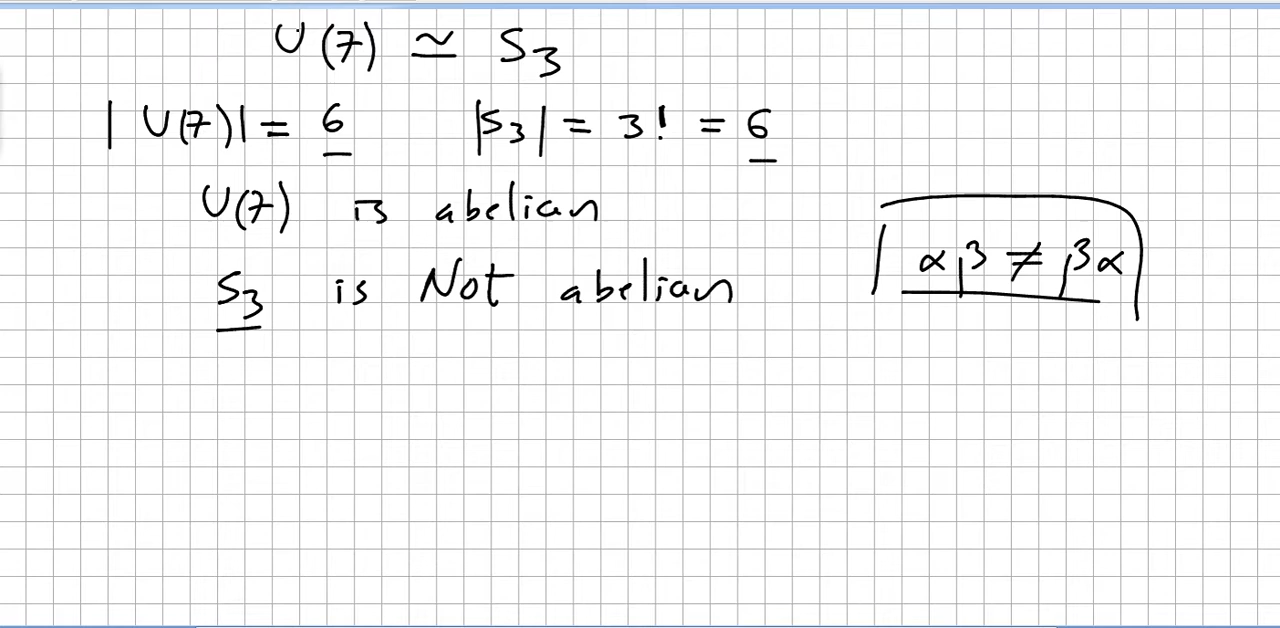 U(7) ≃ S₃
|U(7)| = 6 |S₃| = 3! = 6
U(7) is abelian
αβ ≠ βα
S₃ is Not abelian